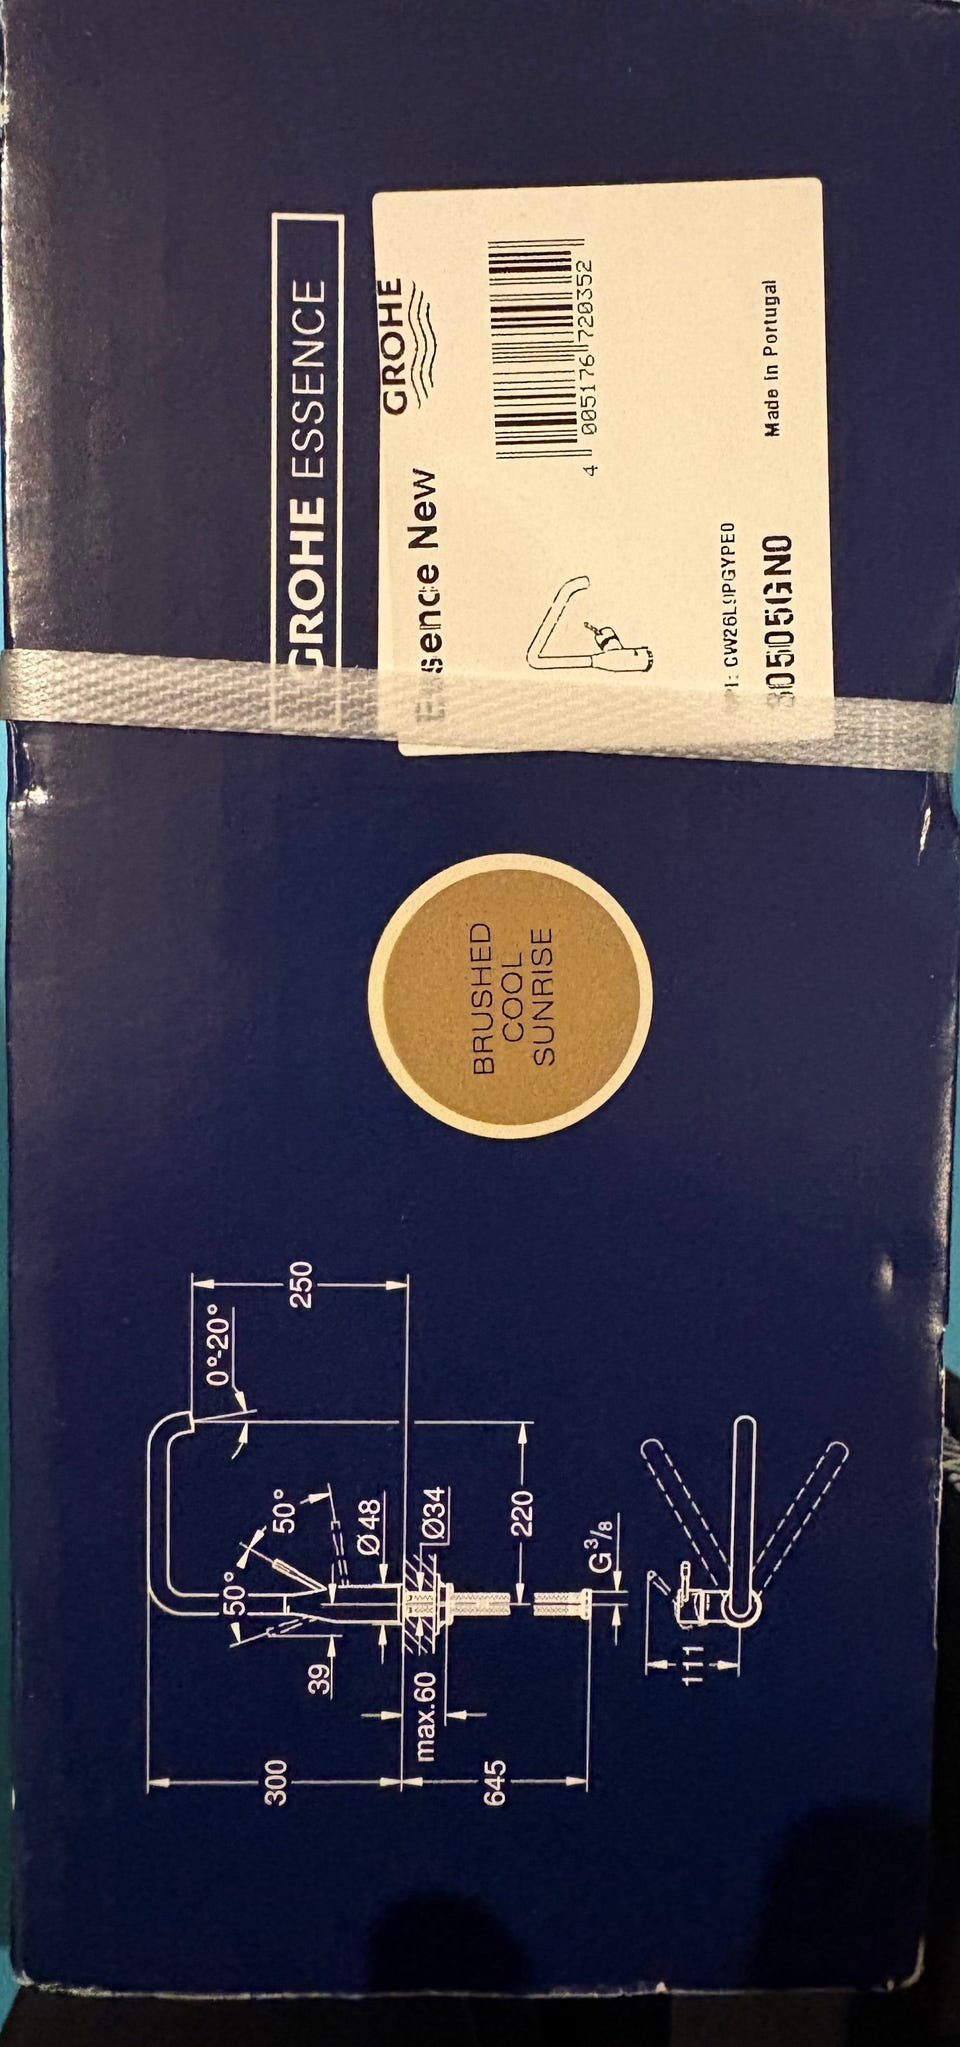 GROHE ESSENCE
GROHE
Essence New
4 005176 720352
CW26L9PGYPE0
30505GN0
Made in Portugal
BRUSHED
COOL
SUNRISE
250
0°-20°
50°
50°
Ø48
Ø34
39
220
G3/8
max.60
300
645
111